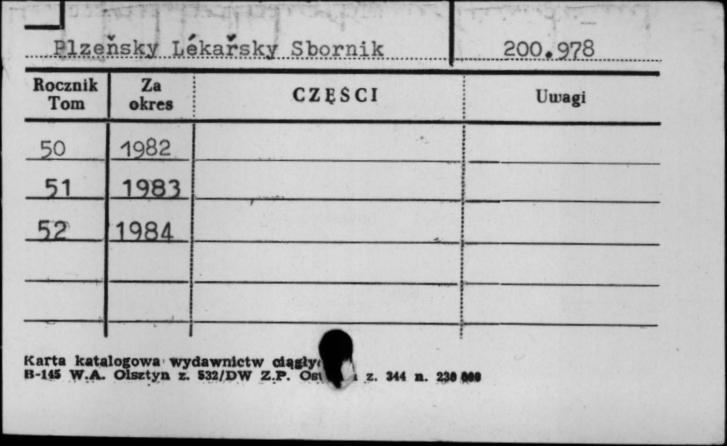 Plzeňsky Lékařsky Sbornik 200.978
Rocznik Tom Za okres CZĘŚCI Uwagi
50 1982
51 1983
52 1984
Karta katalogowa wydawnictw
B-145 W.A. Olsztyn z. 532/DW Z.P. z. 344 n. 230 000